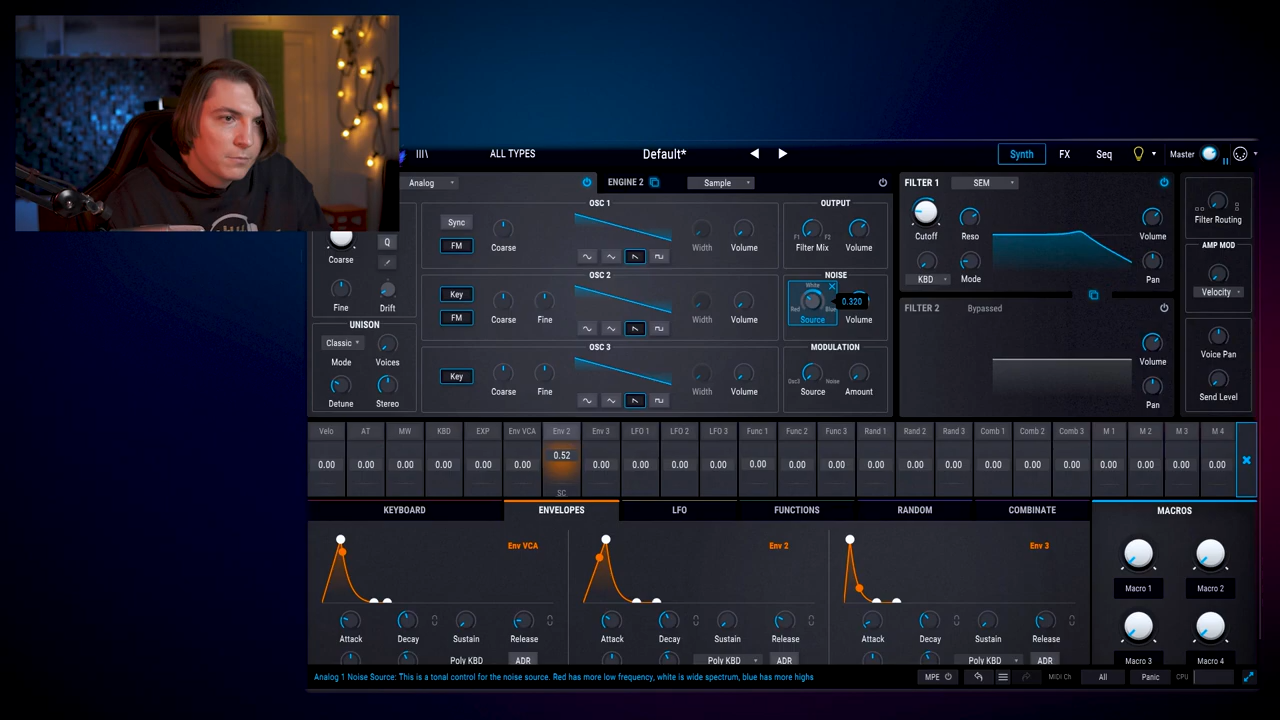 ALL TYPES
Default*
Synth
FX
Seq
Master
Analog
ENGINE 2
Sample
FILTER 1
SEM
OSC 1
OUTPUT
Sync
FM
Coarse
Width
Volume
F1
F2
Filter Mix
Volume
Cutoff
Reso
Volume
Filter Routing
AMP MOD
Q
Coarse
KBD
Mode
Pan
OSC 2
NOISE
Key
FM
Coarse
Fine
Width
Volume
White
Red
Blue
0.320
Source
Volume
Velocity
Fine
Drift
FILTER 2
Bypassed
UNISON
Classic
Mode
Voices
Detune
Stereo
OSC 3
MODULATION
Key
Coarse
Fine
Width
Volume
Osc3
Noise
Source
Amount
Volume
Pan
Voice Pan
Send Level
Velo AT MW KBD EXP Env VCA Env 2 Env 3 LFO 1 LFO 2 LFO 3 Func 1 Func 2 Func 3 Rand 1 Rand 2 Rand 3 Comb 1 Comb 2 Comb 3 M 1 M 2 M 3 M 4
0.00 0.00 0.00 0.00 0.00 0.00 0.52 0.00 0.00 0.00 0.00 0.00 0.00 0.00 0.00 0.00 0.00 0.00 0.00 0.00 0.00 0.00 0.00 0.00
SC
KEYBOARD ENVELOPES LFO FUNCTIONS RANDOM COMBINATE MACROS
Env VCA
Env 2
Env 3
Attack Decay Sustain Release
Attack Decay Sustain Release
Attack Decay Sustain Release
Macro 1 Macro 2
Poly KBD ADR
Poly KBD ADR
Poly KBD ADR
Macro 3 Macro 4
Analog 1 Noise Source: This is a tonal control for the noise source. Red has more low frequency, white is wide spectrum, blue has more highs
MPE
MIDI Ch
All
Panic
CPU